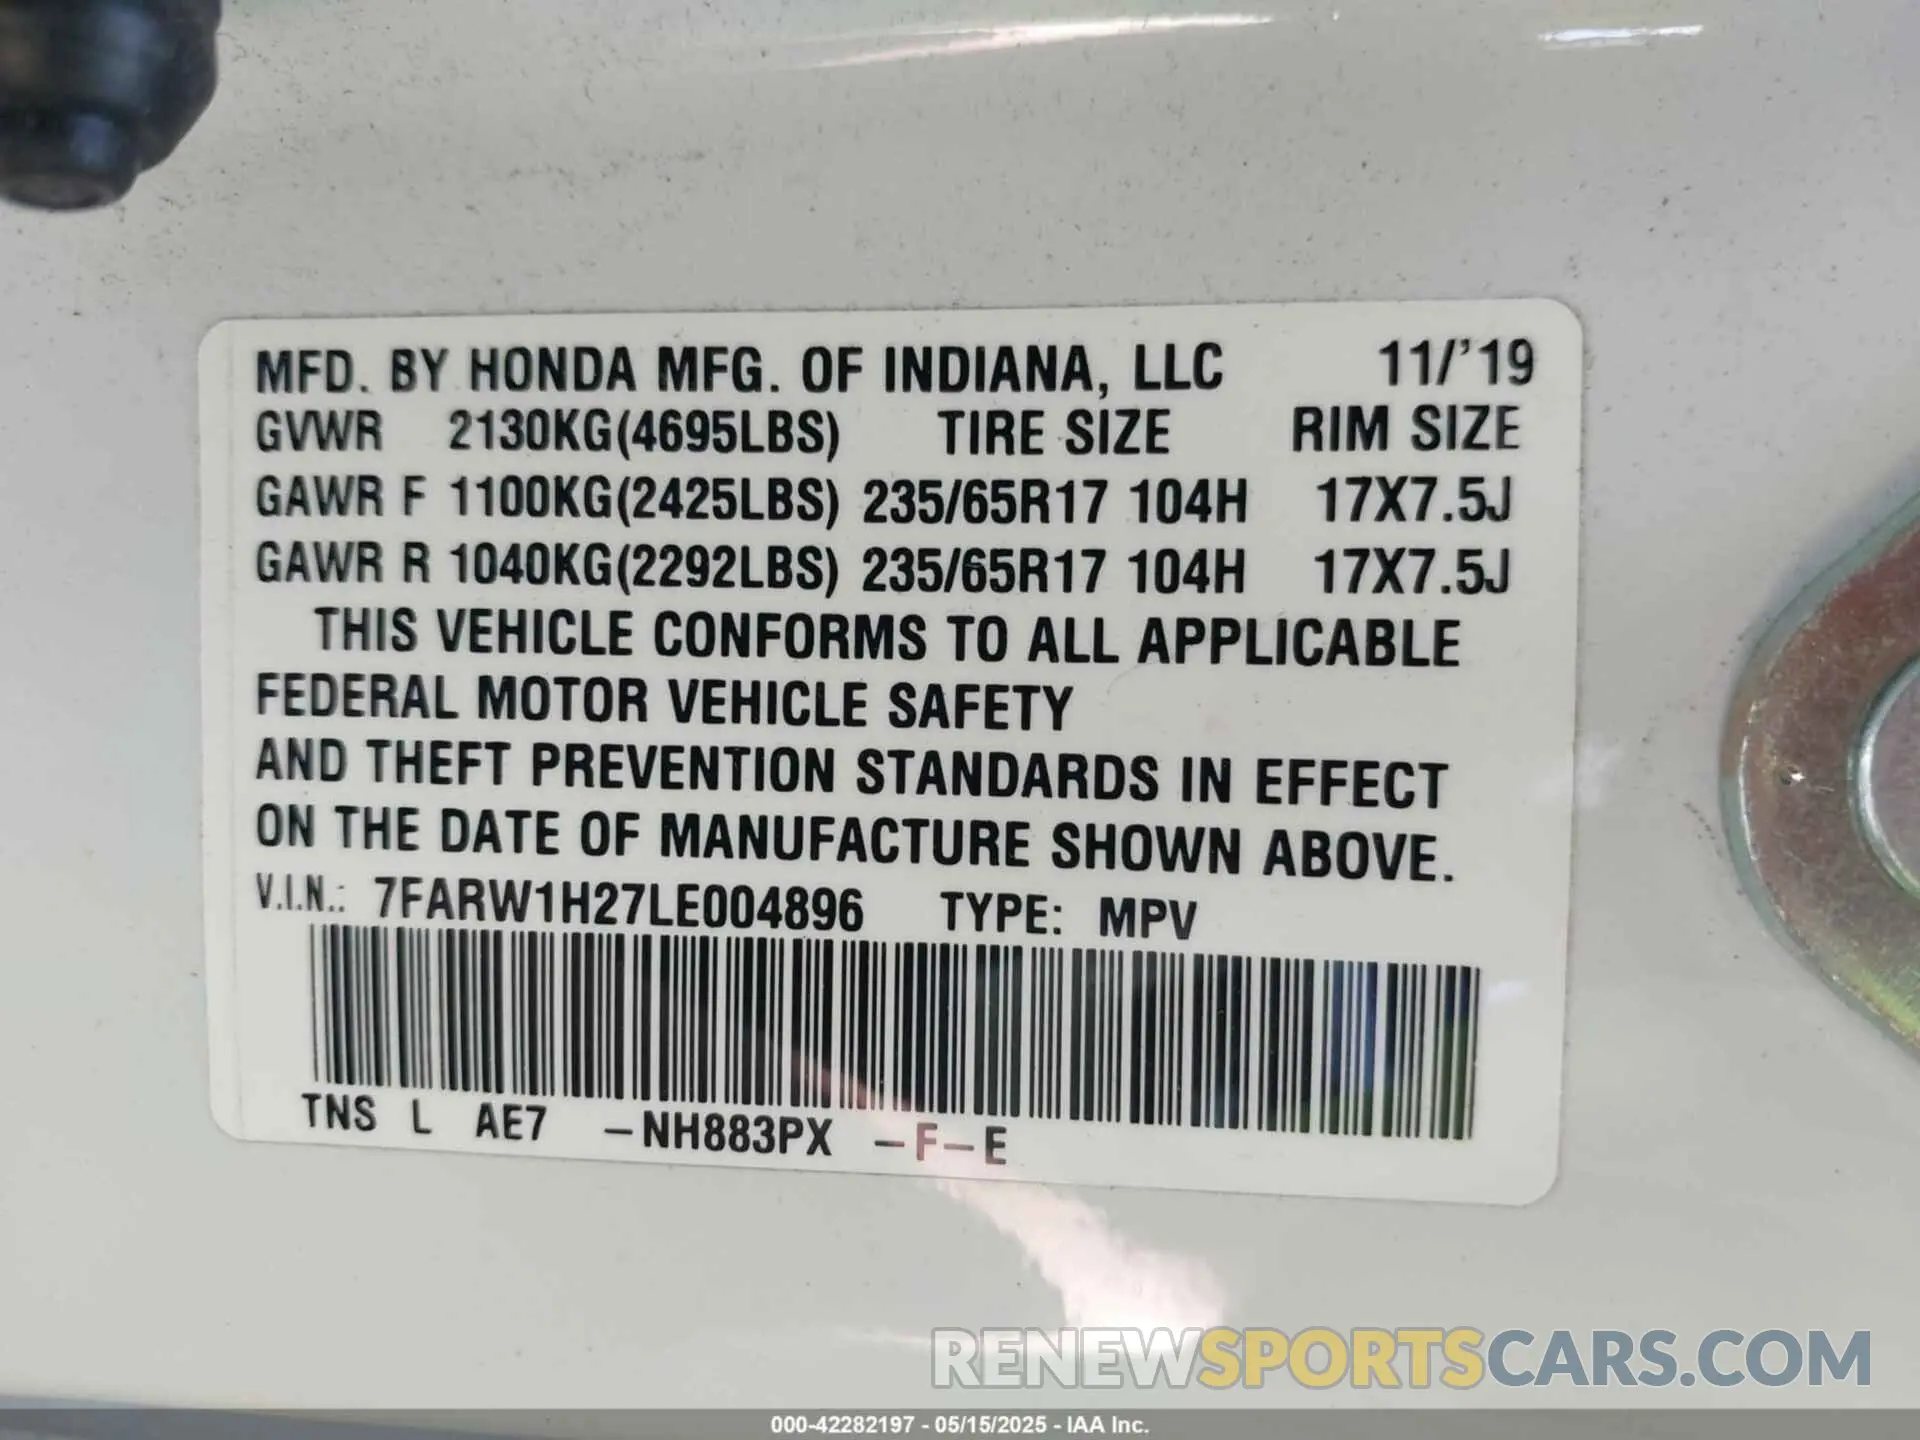 MFD. BY HONDA MFG. OF INDIANA, LLC 11/'19
GVWR 2130KG(4695LBS) TIRE SIZE RIM SIZE
GAWR F 1100KG(2425LBS) 235/65R17 104H 17X7.5J
GAWR R 1040KG(2292LBS) 235/65R17 104H 17X7.5J
THIS VEHICLE CONFORMS TO ALL APPLICABLE
FEDERAL MOTOR VEHICLE SAFETY
AND THEFT PREVENTION STANDARDS IN EFFECT
ON THE DATE OF MANUFACTURE SHOWN ABOVE.
V.I.N.: 7FARW1H27LE004896 TYPE: MPV
TNS L AE7 -NH883PX -F-E
RENEWSPORTSCARS.COM
000-42282197 - 05/15/2025 - IAA Inc.